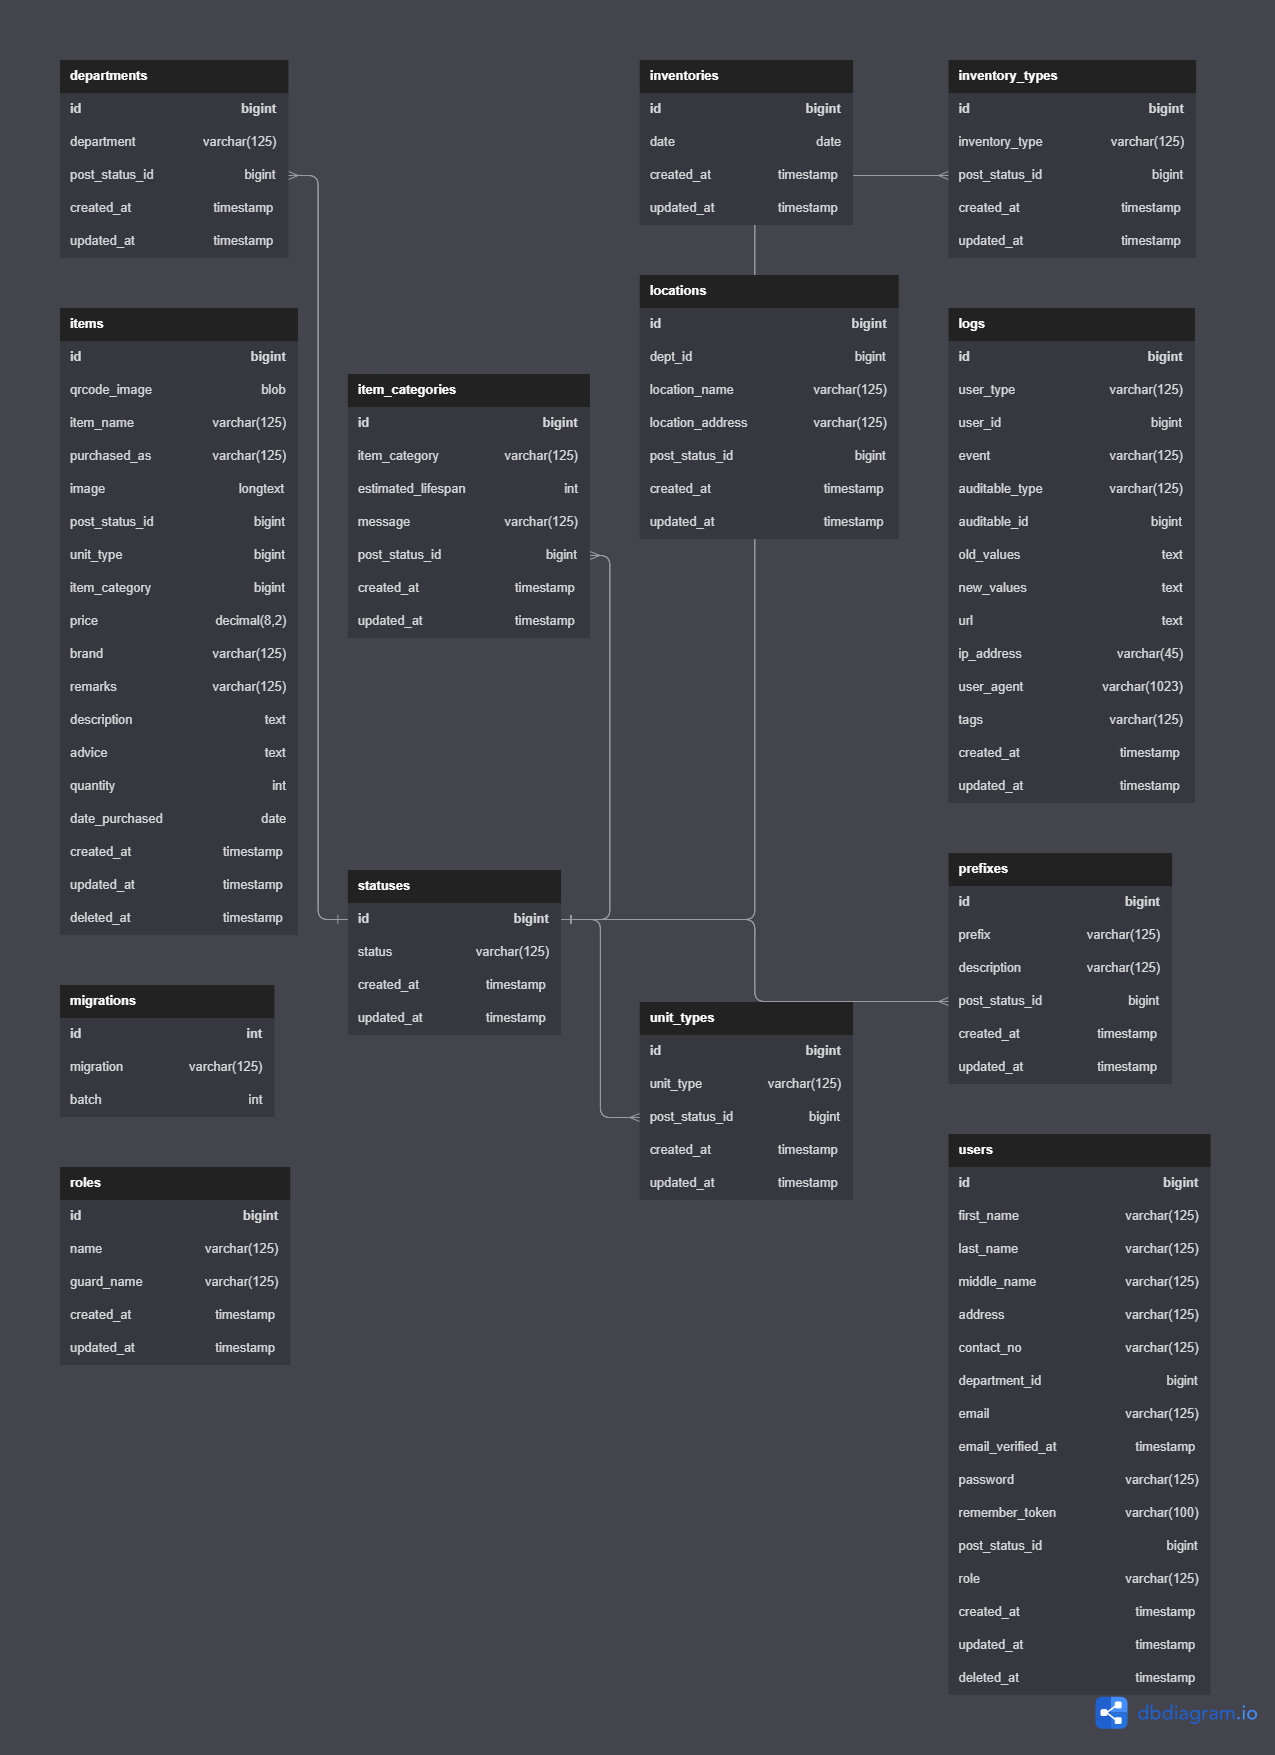 departments
id bigint
department varchar(125)
post_status_id bigint
created_at timestamp
updated_at timestamp
items
id bigint
qrcode_image blob
item_name varchar(125)
purchased_as varchar(125)
image longtext
post_status_id bigint
unit_type bigint
item_category bigint
price decimal(8,2)
brand varchar(125)
remarks varchar(125)
description text
advice text
quantity int
date_purchased date
created_at timestamp
updated_at timestamp
deleted_at timestamp
migrations
id int
migration varchar(125)
batch int
roles
id bigint
name varchar(125)
guard_name varchar(125)
created_at timestamp
updated_at timestamp
item_categories
id bigint
item_category varchar(125)
estimated_lifespan int
message varchar(125)
post_status_id bigint
created_at timestamp
updated_at timestamp
statuses
id bigint
status varchar(125)
created_at timestamp
updated_at timestamp
inventories
id bigint
date date
created_at timestamp
updated_at timestamp
locations
id bigint
dept_id bigint
location_name varchar(125)
location_address varchar(125)
post_status_id bigint
created_at timestamp
updated_at timestamp
unit_types
id bigint
unit_type varchar(125)
post_status_id bigint
created_at timestamp
updated_at timestamp
inventory_types
id bigint
inventory_type varchar(125)
post_status_id bigint
created_at timestamp
updated_at timestamp
logs
id bigint
user_type varchar(125)
user_id bigint
event varchar(125)
auditable_type varchar(125)
auditable_id bigint
old_values text
new_values text
url text
ip_address varchar(45)
user_agent varchar(1023)
tags varchar(125)
created_at timestamp
updated_at timestamp
prefixes
id bigint
prefix varchar(125)
description varchar(125)
post_status_id bigint
created_at timestamp
updated_at timestamp
users
id bigint
first_name varchar(125)
last_name varchar(125)
middle_name varchar(125)
address varchar(125)
contact_no varchar(125)
department_id bigint
email varchar(125)
email_verified_at timestamp
password varchar(125)
remember_token varchar(100)
post_status_id bigint
role varchar(125)
created_at timestamp
updated_at timestamp
deleted_at timestamp
dbdiagram.io